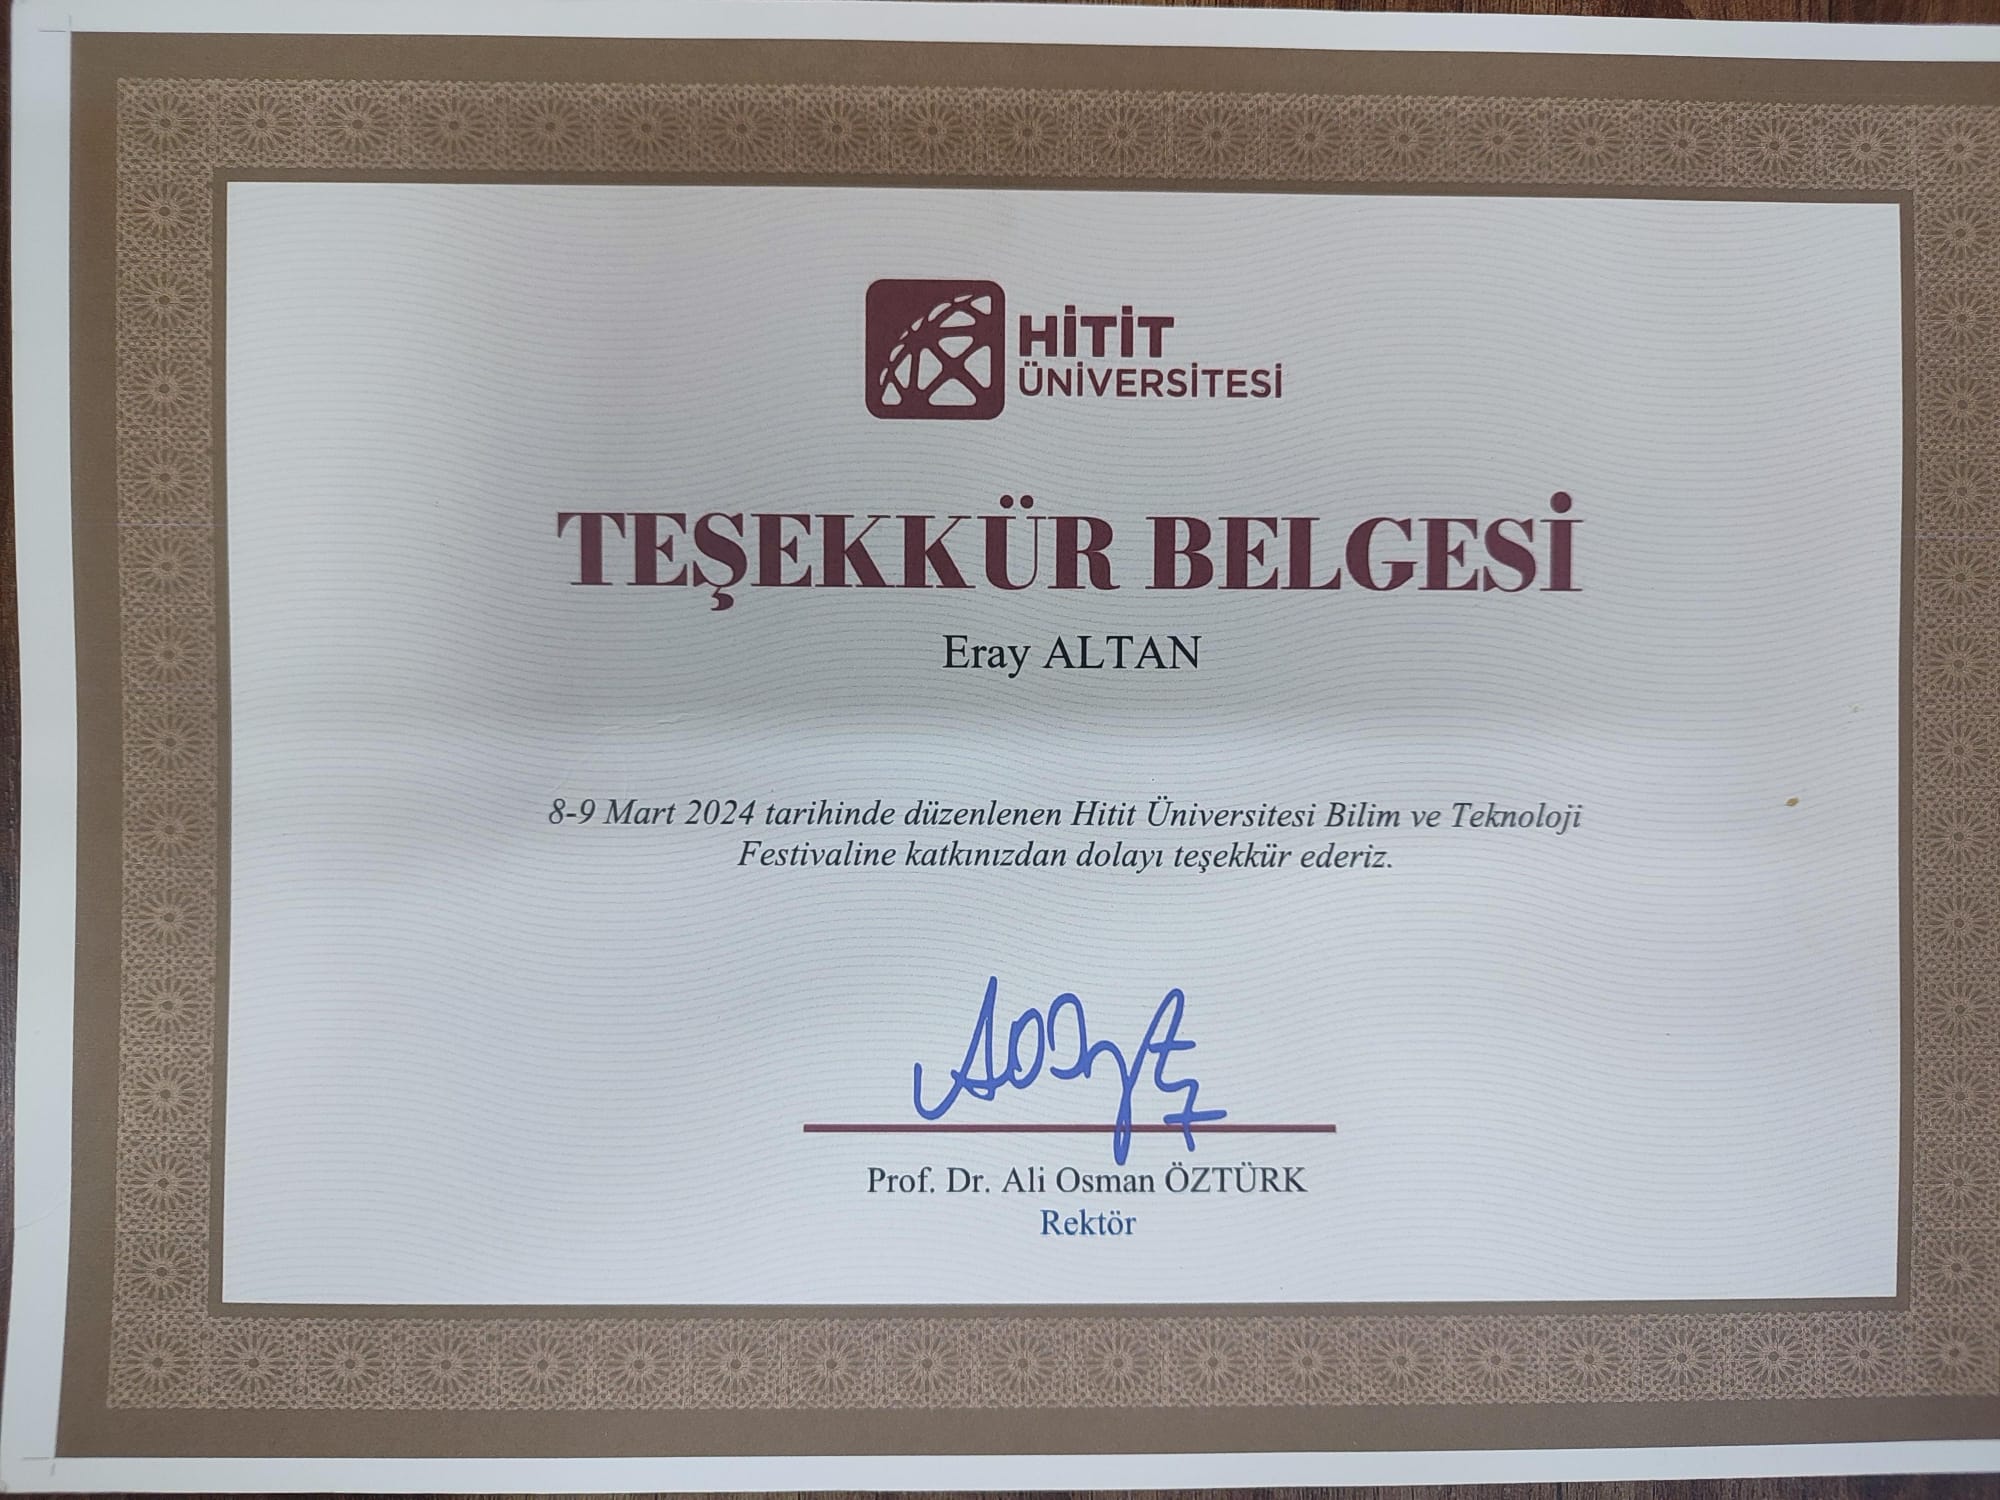 HİTİT
ÜNİVERSİTESİ
TEŞEKKÜR BELGESİ
Eray ALTAN
8-9 Mart 2024 tarihinde düzenlenen Hitit Üniversitesi Bilim ve Teknoloji
Festivaline katkınızdan dolayı teşekkür ederiz.
Prof. Dr. Ali Osman ÖZTÜRK
Rektör